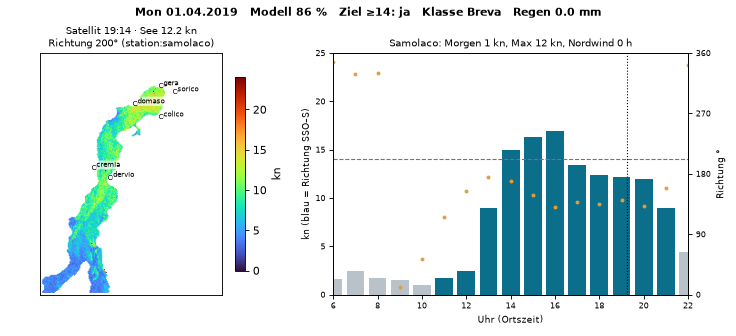 Mon 01.04.2019   Modell 86 %   Ziel ≥14: ja   Klasse Breva   Regen 0.0 mm
Satellit 19:14 · See 12.2 kn
Richtung 200° (station:samolaco)
gera
sorico
domaso
colico
cremia
dervio
20
15
10
5
0
kn
Samolaco: Morgen 1 kn, Max 12 kn, Nordwind 0 h
25
20
15
10
5
0
kn (blau = Richtung SSO-S)
360
270
180
90
0
Richtung °
6 8 10 12 14 16 18 20 22
Uhr (Ortszeit)